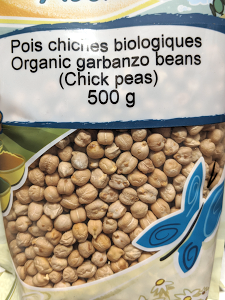 Pois chiches biologiques
Organic garbanzo beans
(Chick peas)
500 g